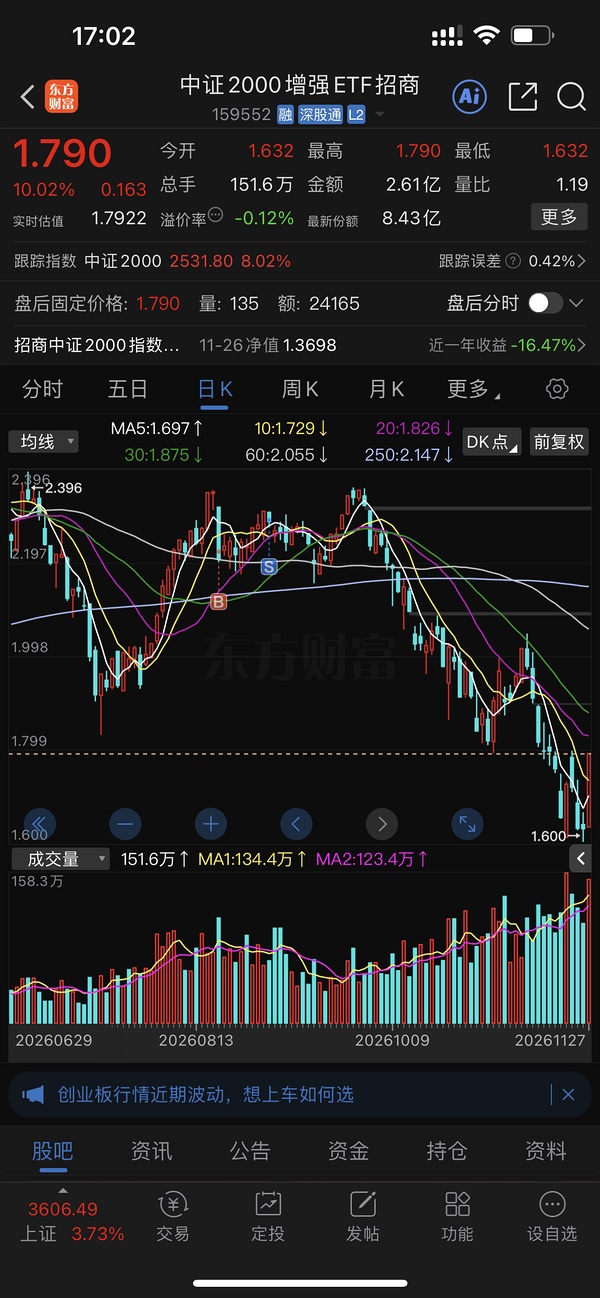 17:02
东方财富
中证2000增强ETF招商
159552 融 深股通 L2
Ai
1.790
10.02% 0.163
今开 1.632 最高 1.790 最低 1.632
总手 151.6万 金额 2.61亿 量比 1.19
实时估值 1.7922 溢价率 -0.12% 最新份额 8.43亿 更多
跟踪指数 中证2000 2531.80 8.02% 跟踪误差 ? 0.42%
盘后固定价格: 1.790 量: 135 额: 24165 盘后分时
招商中证2000指数... 11-26净值 1.3698 近一年收益 -16.47%
分时 五日 日K 周K 月K 更多
均线 MA5:1.697↑ 10:1.729↓ 20:1.826↓ DK点 前复权
30:1.875↓ 60:2.055↓ 250:2.147↓
2.396
2.396
2.197
S
B
1.998
东方财富
1.799
1.600
1.600
成交量 151.6万↑ MA1:134.4万↑ MA2:123.4万↑
158.3万
20260629 20260813 20261009 20261127
创业板行情近期波动，想上车如何选
股吧 资讯 公告 资金 持仓 资料
3606.49
上证 3.73% 交易 定投 发帖 功能 设自选